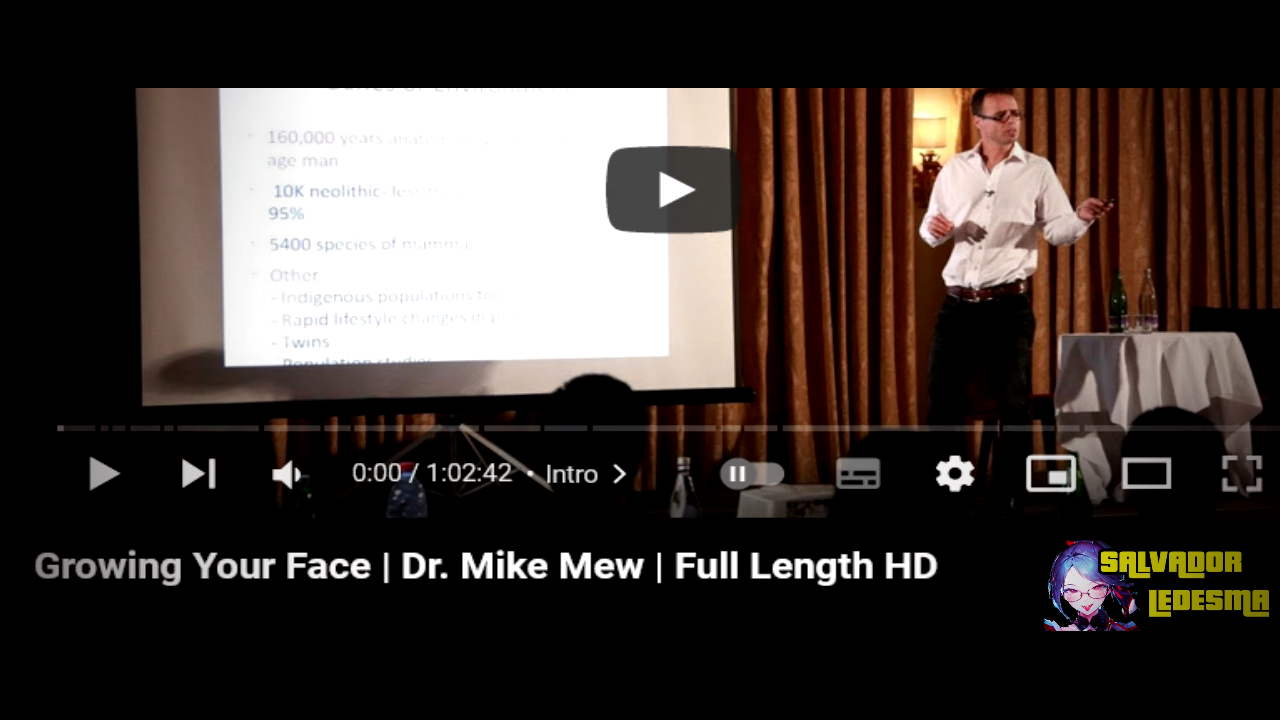 160,000 years
age man
10K neolithic-
95%
5400 species of
Other
- Indigenous populations
- Rapid lifestyle changes
- Twins
0:00 / 1:02:42 • Intro >
Growing Your Face | Dr. Mike Mew | Full Length HD
SALVADOR
LEDESMA